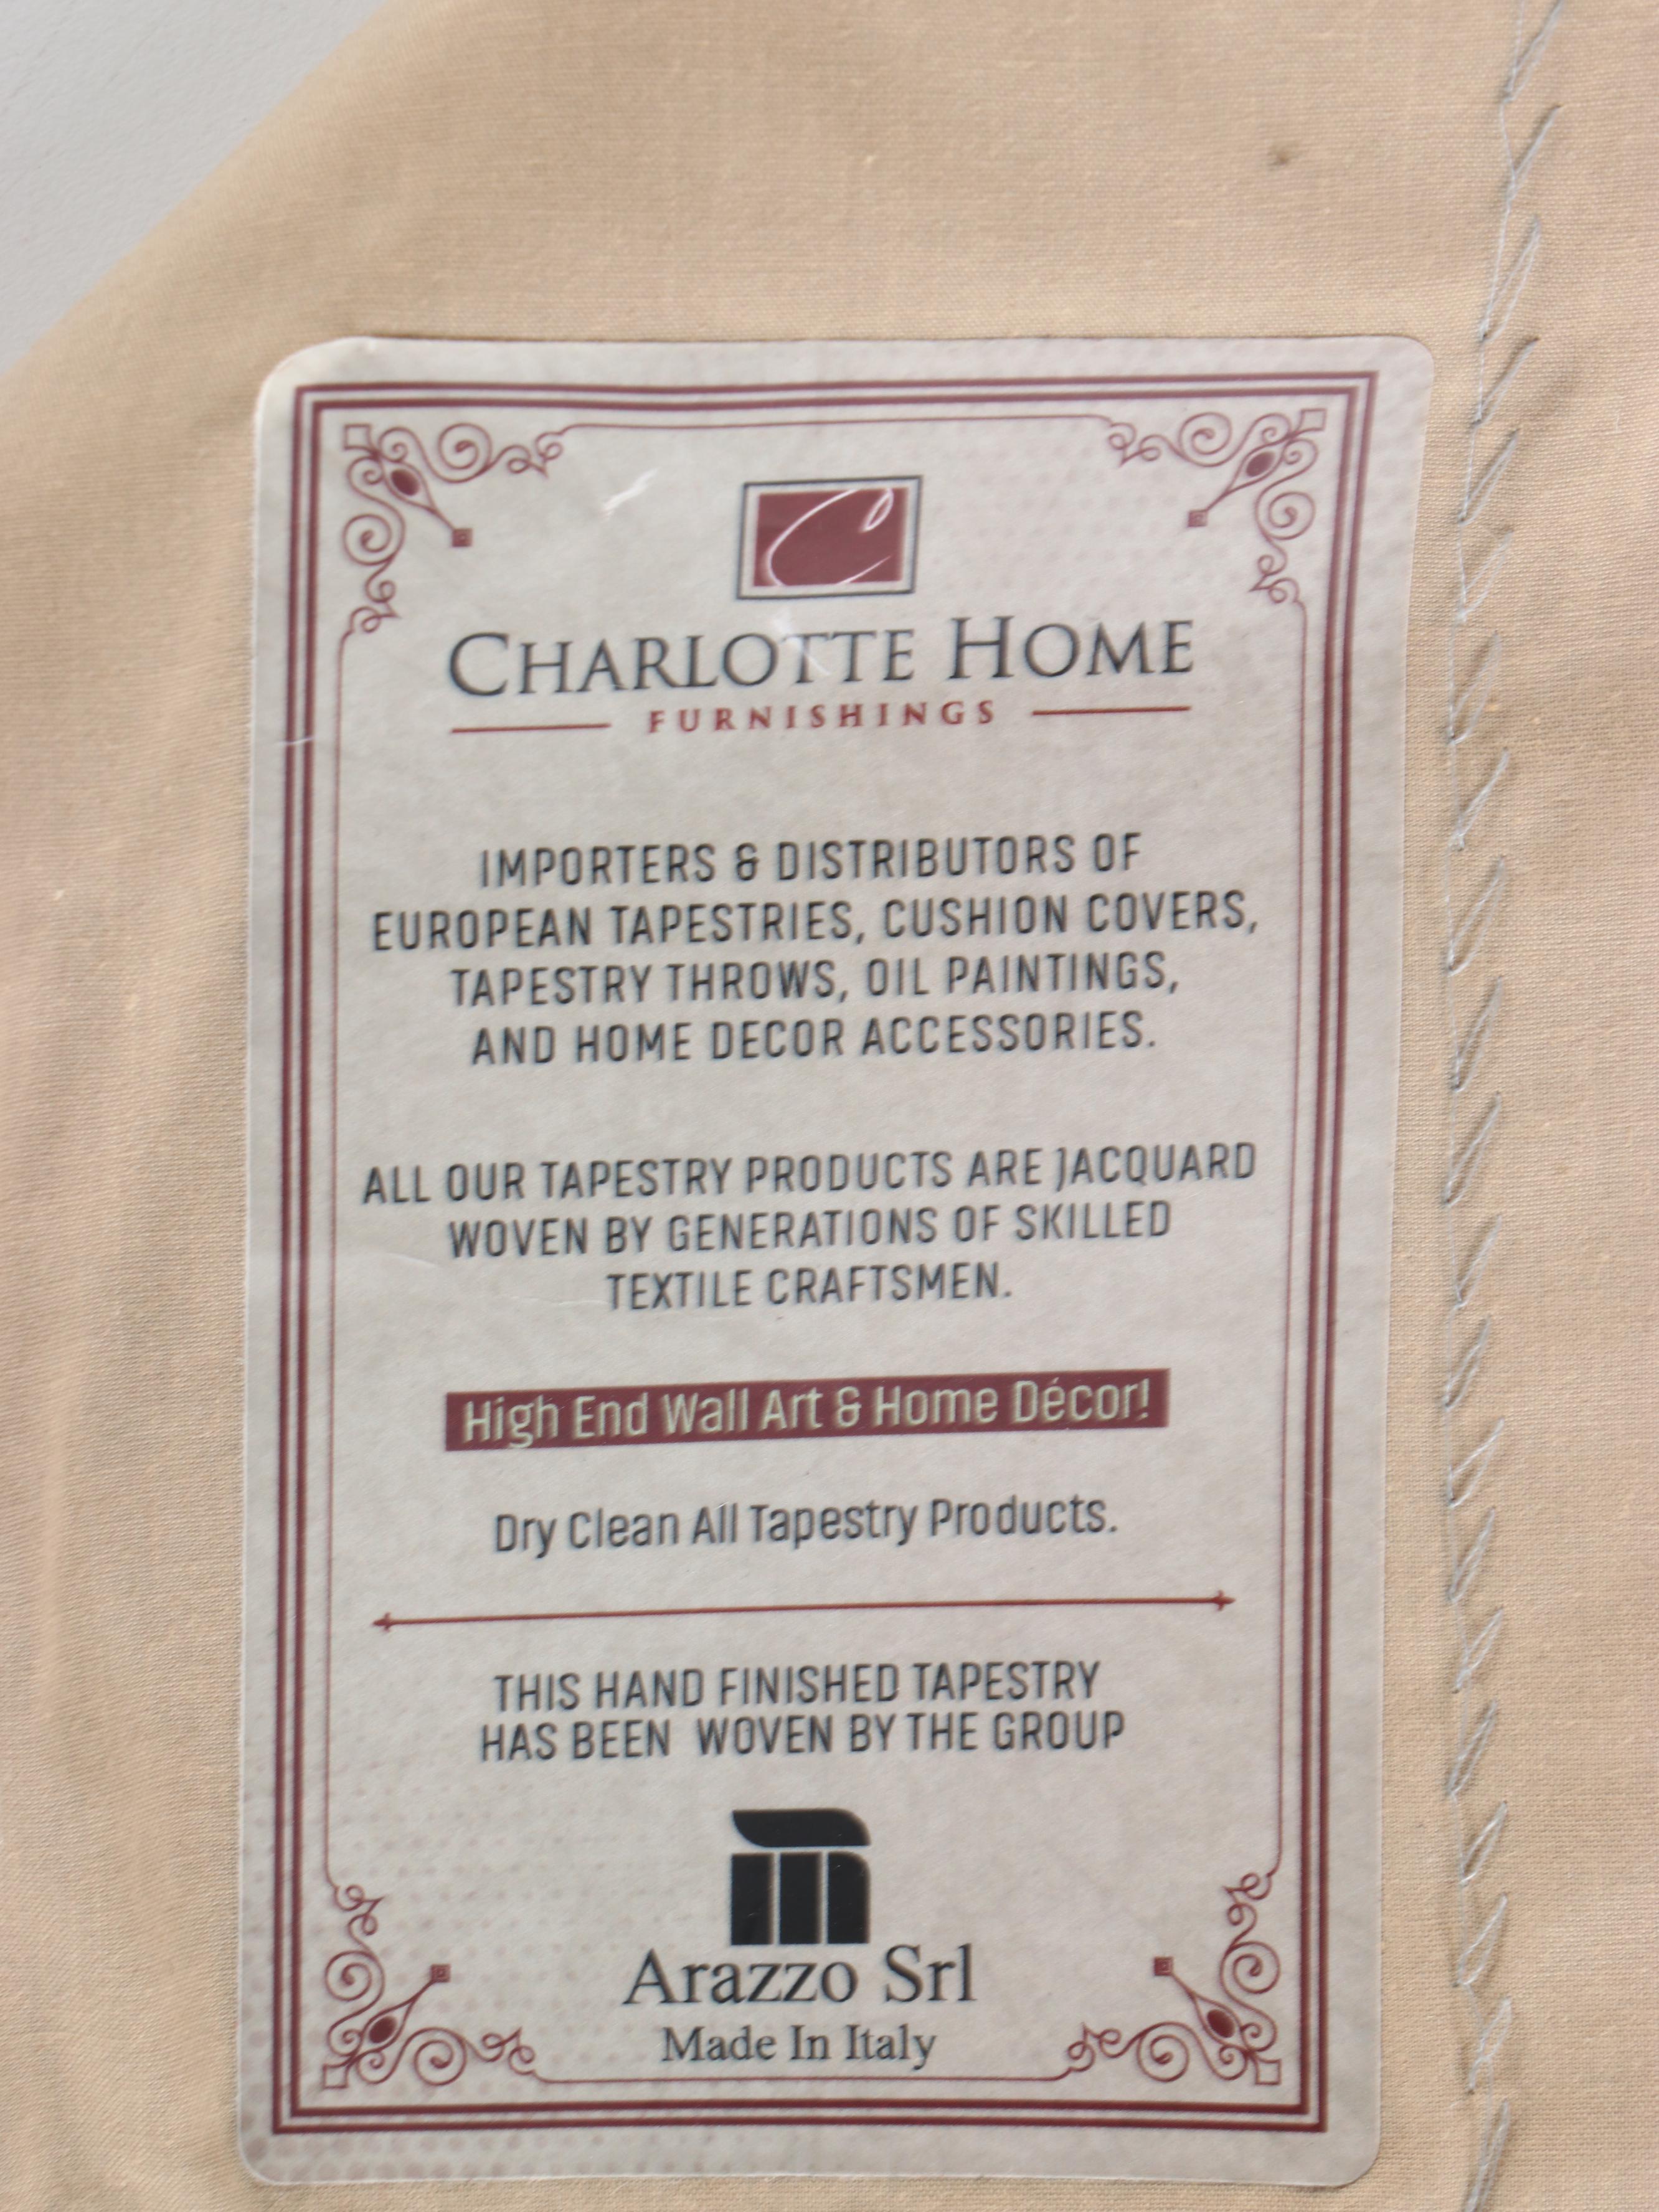 C
CHARLOTTE HOME
FURNISHINGS
IMPORTERS & DISTRIBUTORS OF
EUROPEAN TAPESTRIES, CUSHION COVERS,
TAPESTRY THROWS, OIL PAINTINGS,
AND HOME DECOR ACCESSORIES.
ALL OUR TAPESTRY PRODUCTS ARE JACQUARD
WOVEN BY GENERATIONS OF SKILLED
TEXTILE CRAFTSMEN.
High End Wall Art & Home Décor!
Dry Clean All Tapestry Products.
THIS HAND FINISHED TAPESTRY
HAS BEEN WOVEN BY THE GROUP
Arazzo Srl
Made In Italy